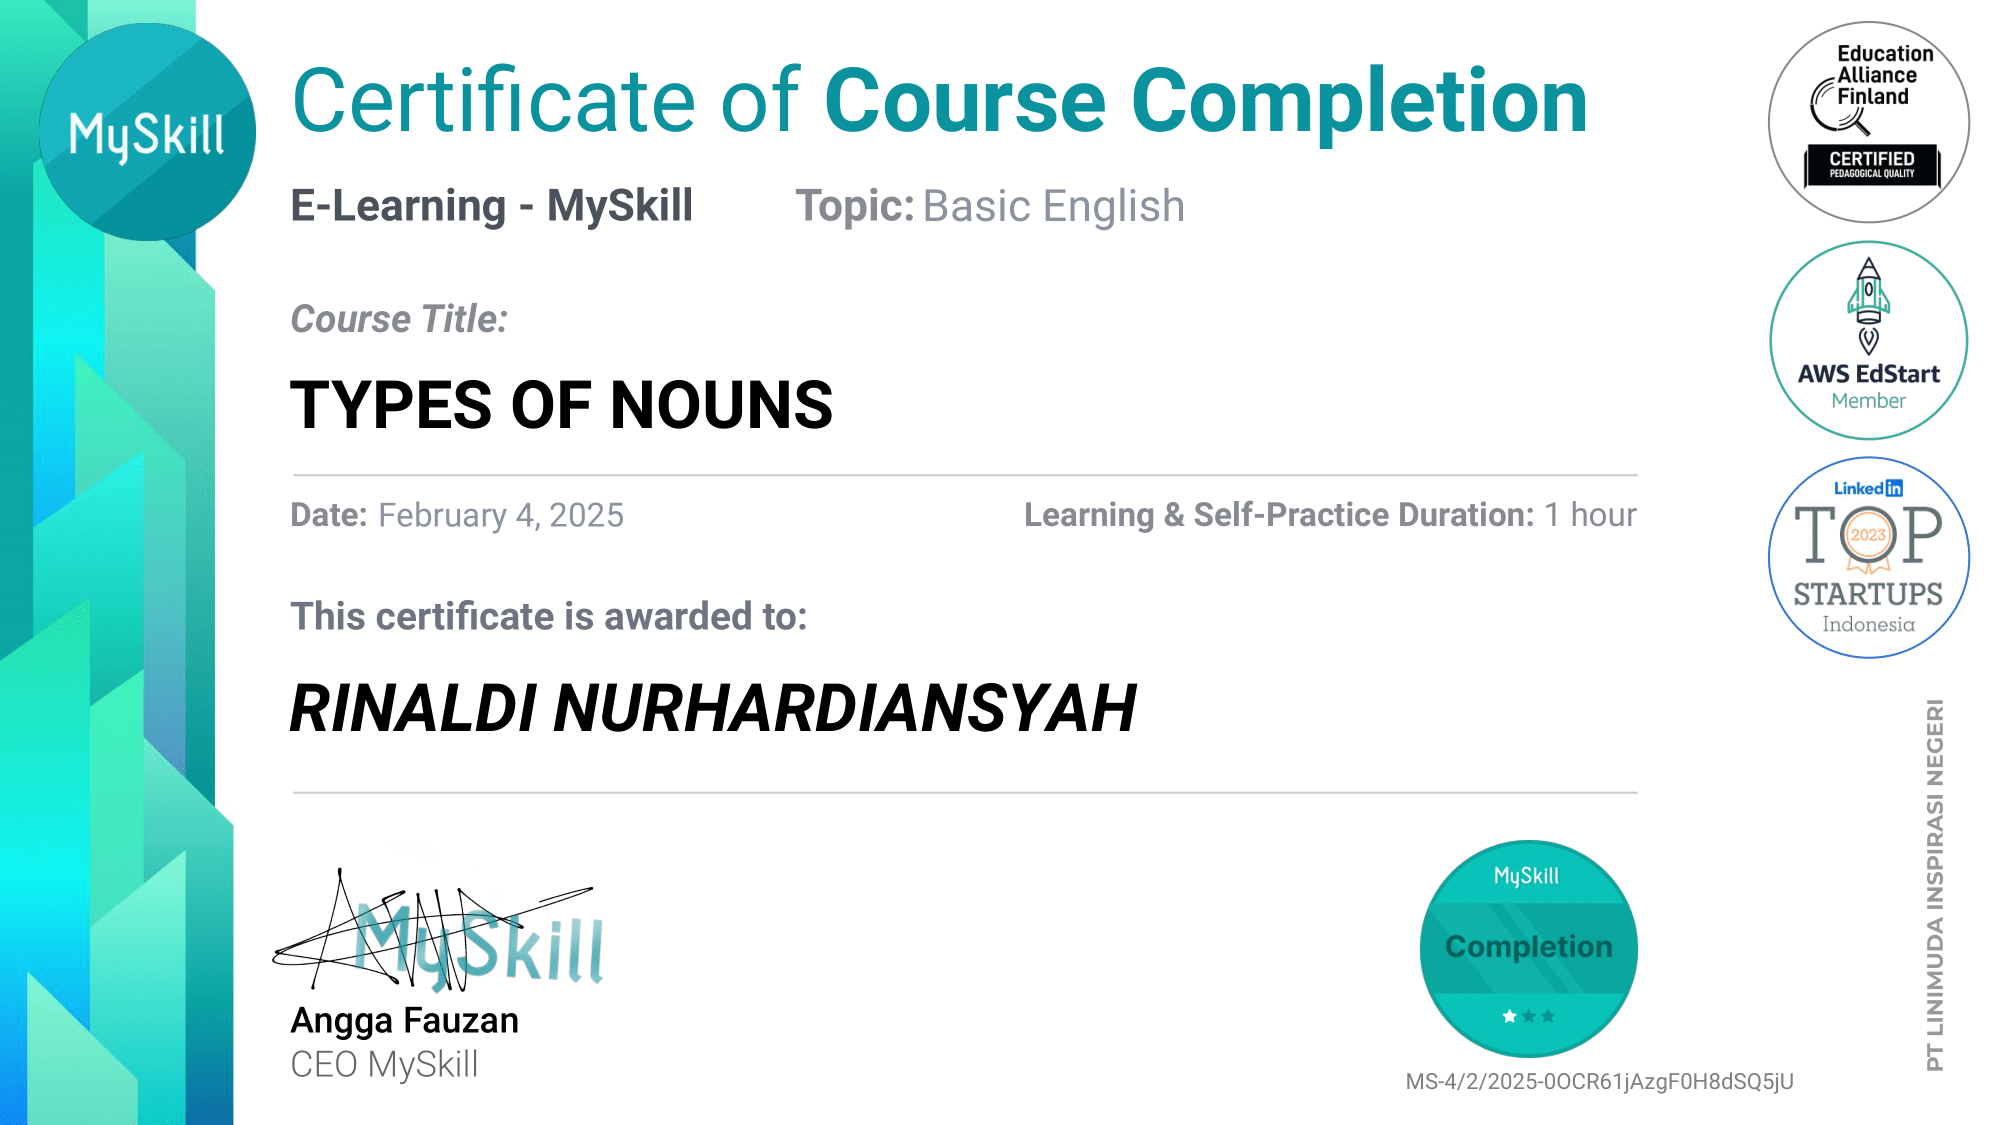 MySkill
Certificate of Course Completion
E-Learning - MySkill
Topic: Basic English
Course Title:
TYPES OF NOUNS
Date: February 4, 2025
Learning & Self-Practice Duration: 1 hour
This certificate is awarded to:
RINALDI NURHARDIANSYAH
MySkill
Angga Fauzan
CEO MySkill
MySkill
Completion
MS-4/2/2025-0OCR61jAzgF0H8dSQ5jU
Education
Alliance
Finland
CERTIFIED
PEDAGOGICAL QUALITY
AWS EdStart
Member
Linkedin
TOP
2023
STARTUPS
Indonesia
PT LINIMUDA INSPIRASI NEGERI